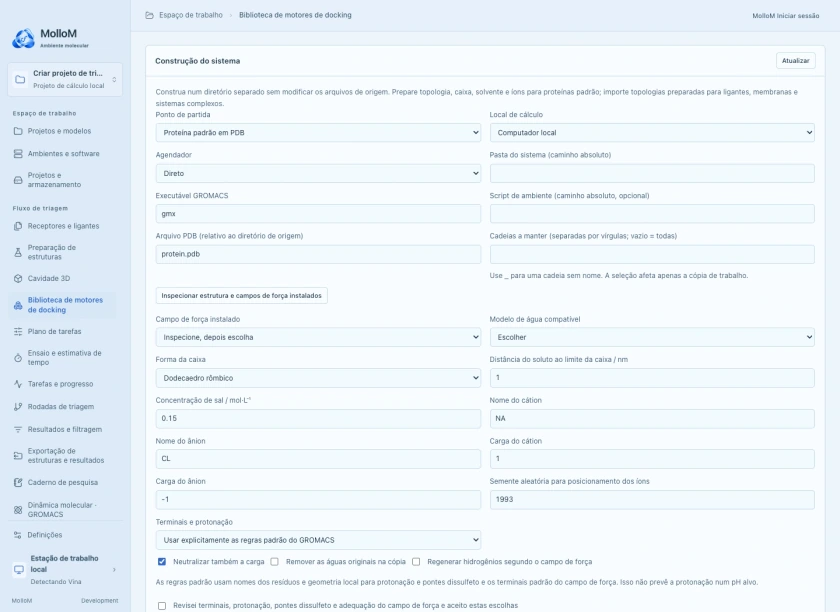 MolloM
Ambiente molecular
Criar projeto de tri...
Projeto de cálculo local
Espaço de trabalho
Projetos e modelos
Ambientes e software
Projetos e
armazenamento
Fluxo de triagem
Receptores e ligantes
Preparação de
estruturas
Cavidade 3D
Biblioteca de motores
de docking
Plano de tarefas
Ensaio e estimativa de
tempo
Tarefas e progresso
Rodadas de triagem
Resultados e filtragem
Exportação de
estruturas e resultados
Caderno de pesquisa
Dinâmica molecular ·
GROMACS
Definições
Estação de trabalho
local
Detectando Vina
MolloM Development
Espaço de trabalho › Biblioteca de motores de docking
MolloM Iniciar sessão
Construção do sistema
Atualizar
Construa num diretório separado sem modificar os arquivos de origem. Prepare topologia, caixa, solvente e íons para proteínas padrão; importe topologias preparadas para ligantes, membranas e
sistemas complexos.
Ponto de partida
Proteína padrão em PDB
Local de cálculo
Computador local
Agendador
Direto
Pasta do sistema (caminho absoluto)
Executável GROMACS
gmx
Script de ambiente (caminho absoluto, opcional)
Arquivo PDB (relativo ao diretório de origem)
protein.pdb
Cadeias a manter (separadas por vírgulas; vazio = todas)
Use _ para uma cadeia sem nome. A seleção afeta apenas a cópia de trabalho.
Inspecionar estrutura e campos de força instalados
Campo de força instalado
Inspecione, depois escolha
Modelo de água compatível
Escolher
Forma da caixa
Dodecaedro rômbico
Distância do soluto ao limite da caixa / nm
1
Concentração de sal / mol·L⁻¹
0.15
Nome do cátion
NA
Nome do ânion
CL
Carga do cátion
1
Carga do ânion
-1
Semente aleatória para posicionamento dos íons
1993
Terminais e protonação
Usar explicitamente as regras padrão do GROMACS
Neutralizar também a carga
Remover as águas originais na cópia
Regenerar hidrogênios segundo o campo de força
As regras padrão usam nomes dos resíduos e geometria local para protonação e pontes dissulfeto e os terminais padrão do campo de força. Isso não prevê a protonação num pH alvo.
Revisei terminais, protonação, pontes dissulfeto e adequação do campo de força e aceito estas escolhas